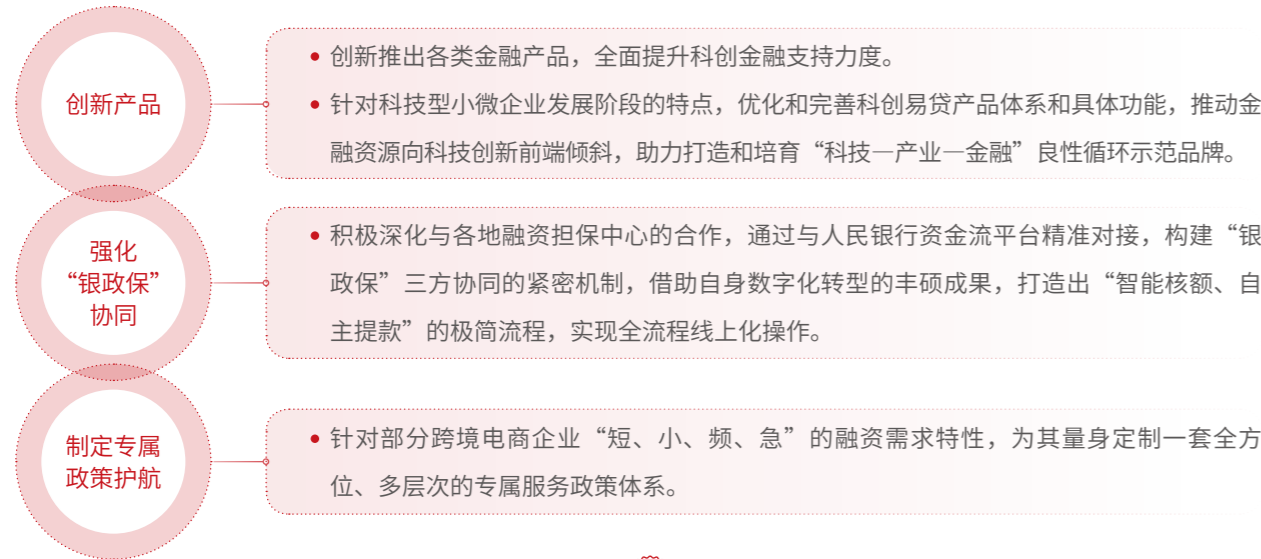 创新产品
创新推出各类金融产品，全面提升科创金融支持力度。
针对科技型小微企业发展阶段的特点，优化和完善科创易贷产品体系和具体功能，推动金
融资源向科技创新前端倾斜，助力打造和培育“科技—产业—金融”良性循环示范品牌。
强化
“银政保”
协同
积极深化与各地融资担保中心的合作，通过与人民银行资金流平台精准对接，构建“银
政保”三方协同的紧密机制，借助自身数字化转型的丰硕成果，打造出“智能核额、自
主提款”的极简流程，实现全流程线上化操作。
制定专属
政策护航
针对部分跨境电商企业“短、小、频、急”的融资需求特性，为其量身定制一套全方
位、多层次的专属服务政策体系。